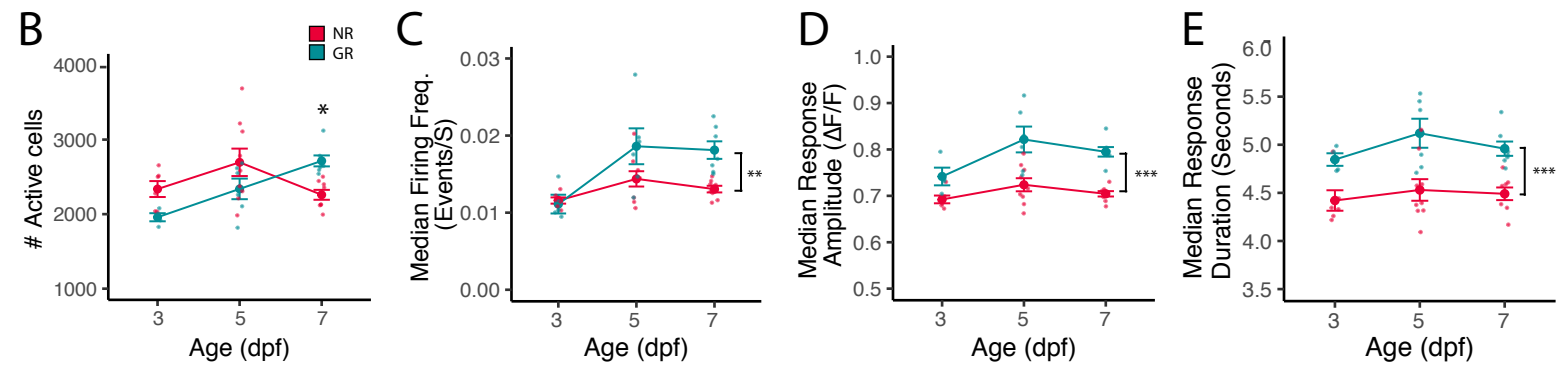 B
NR
GR
# Active cells
4000
3000
2000
1000
*
3 5 7
Age (dpf)
C
Median Firing Freq.
(Events/S)
0.03
0.02
0.01
0.00
**
3 5 7
Age (dpf)
D
Median Response
Amplitude (ΔF/F)
1.0
0.9
0.8
0.7
0.6
0.5
***
3 5 7
Age (dpf)
E
Median Response
Duration (Seconds)
6.0
5.5
5.0
4.5
4.0
3.5
***
3 5 7
Age (dpf)